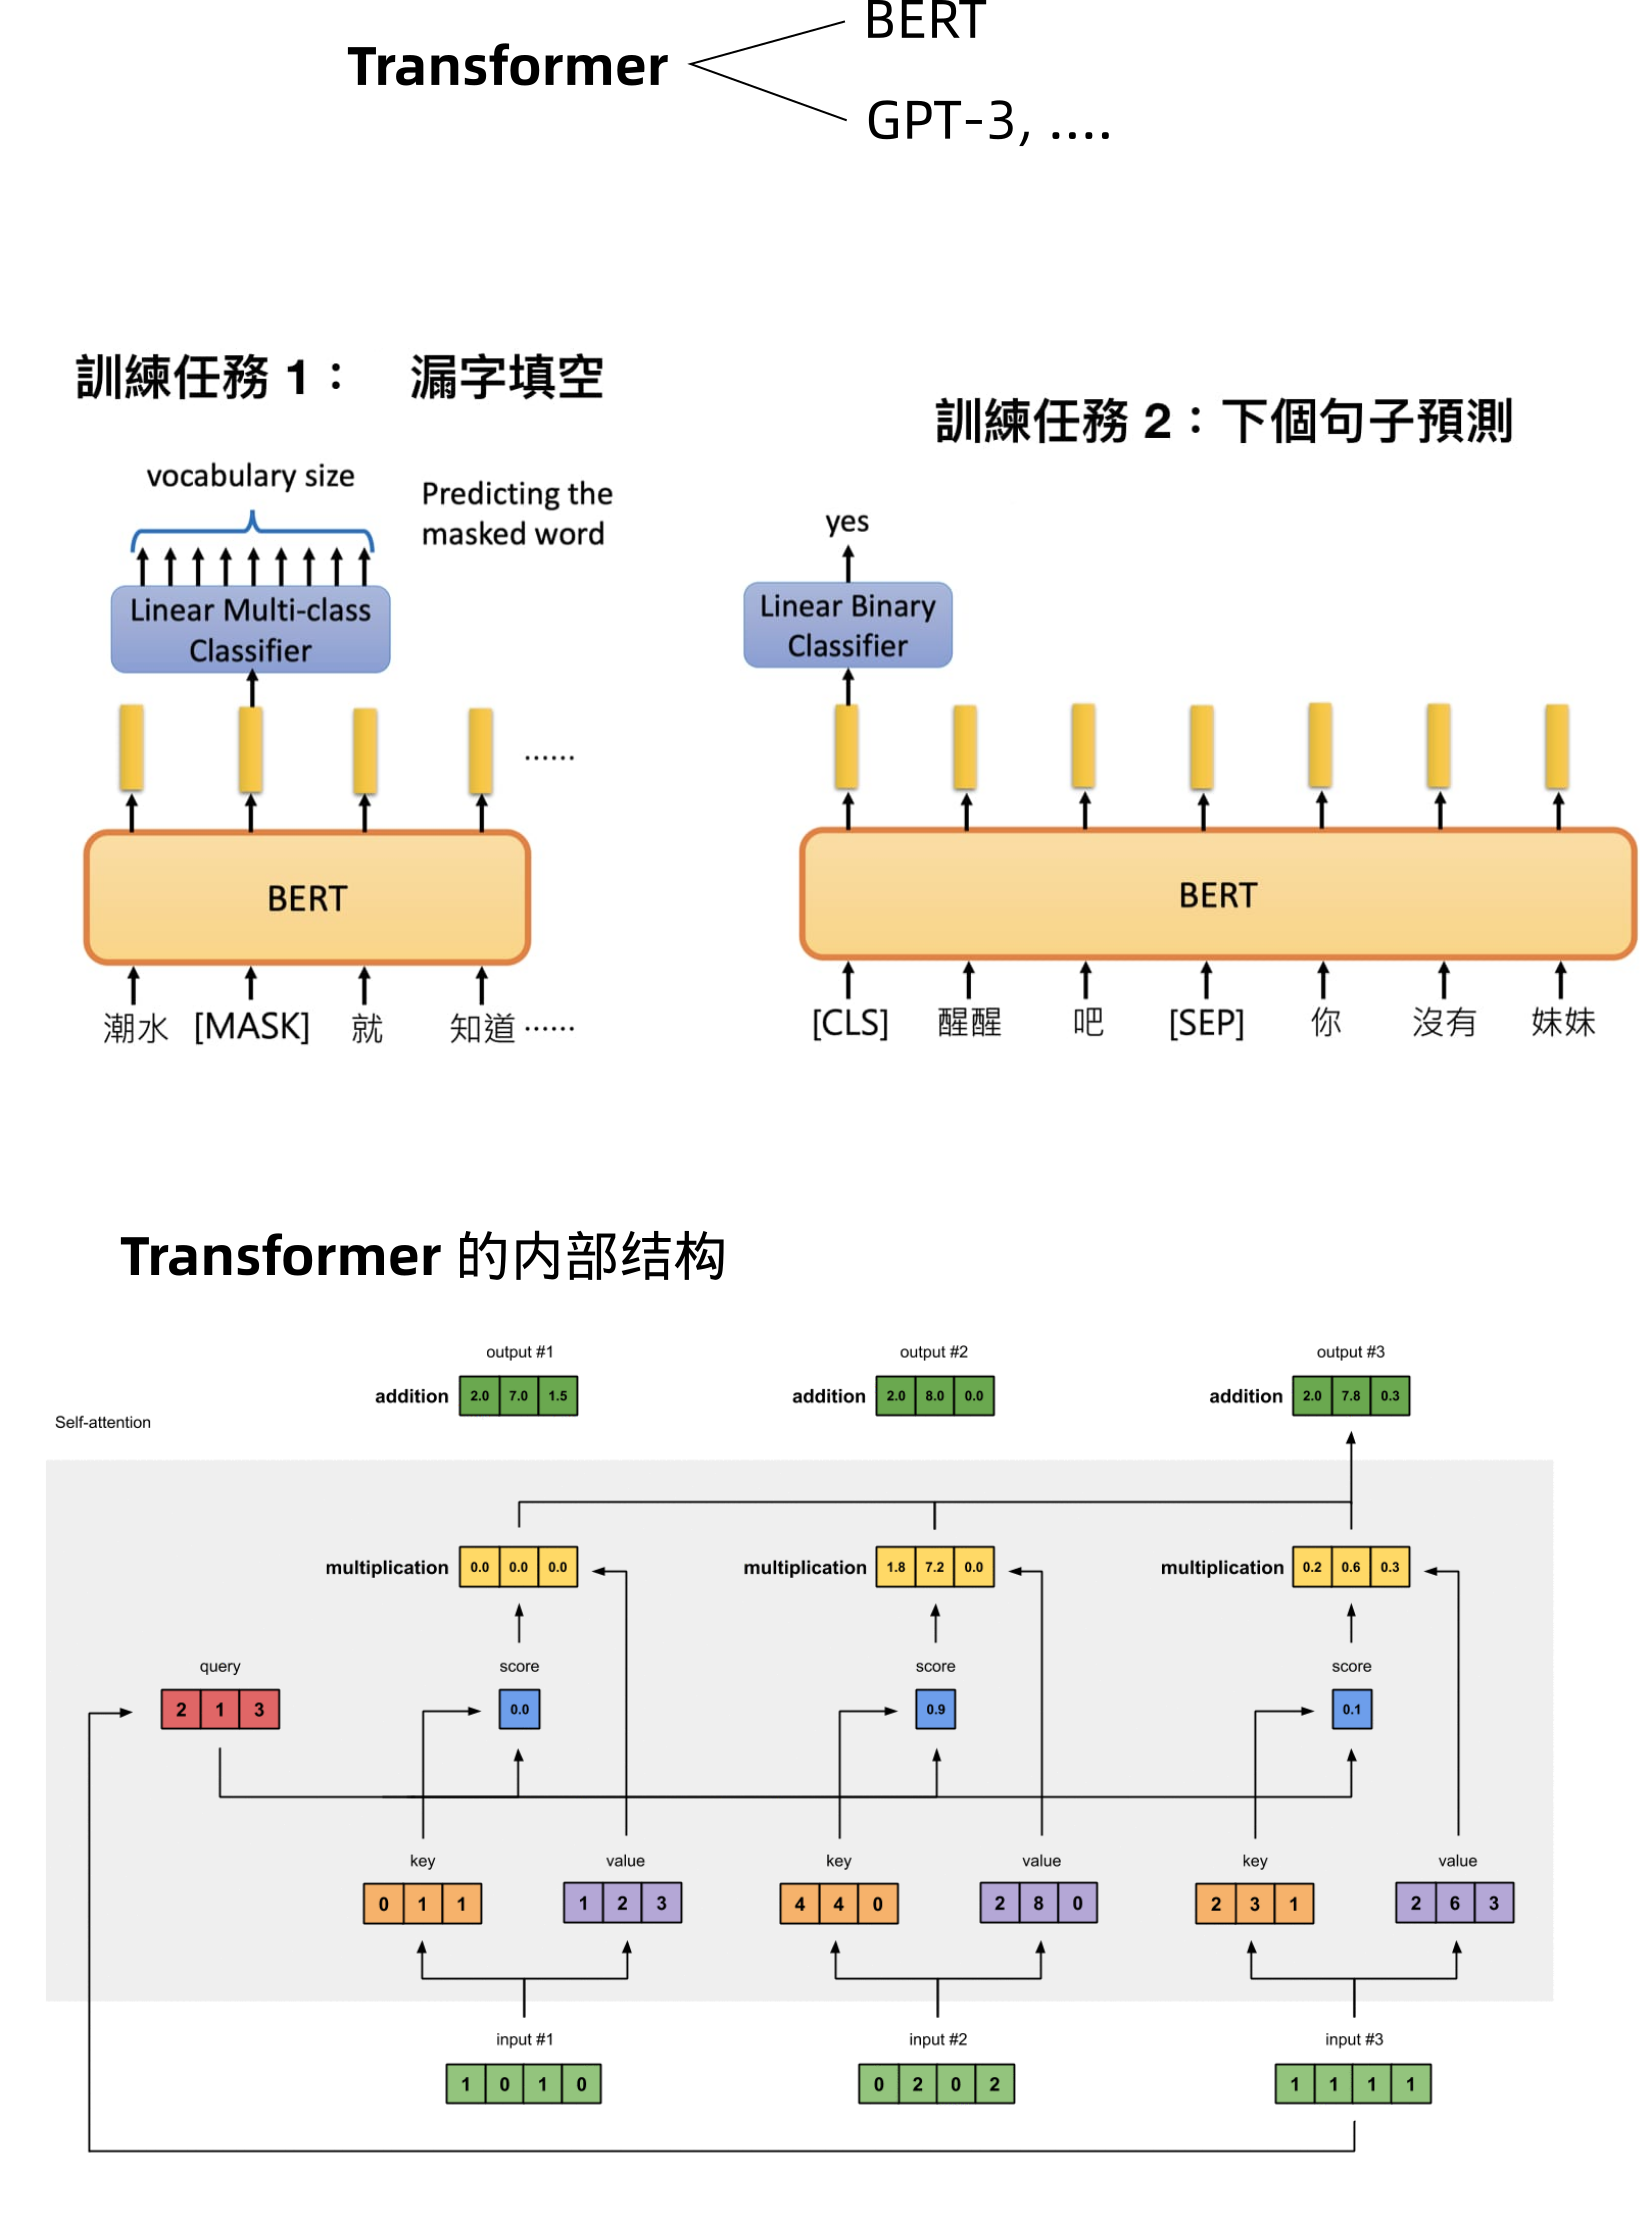 BERT
Transformer
GPT-3, ....
訓練任務 1： 漏字填空
訓練任務 2：下個句子預測
vocabulary size
Predicting the
masked word
Linear Multi-class
Classifier
......
BERT
潮水 [MASK] 就 知道 ......
yes
Linear Binary
Classifier
BERT
[CLS] 醒醒 吧 [SEP] 你 沒有 妹妹
Transformer 的内部结构
output #1 output #2 output #3
addition 2.0 7.0 1.5 addition 2.0 8.0 0.0 addition 2.0 7.8 0.3
Self-attention
multiplication 0.0 0.0 0.0 multiplication 1.8 7.2 0.0 multiplication 0.2 0.6 0.3
query score score score
2 1 3 0.0 0.9 0.1
key value key value key value
0 1 1 1 2 3 4 4 0 2 8 0 2 3 1 2 6 3
input #1 input #2 input #3
1 0 1 0 0 2 0 2 1 1 1 1